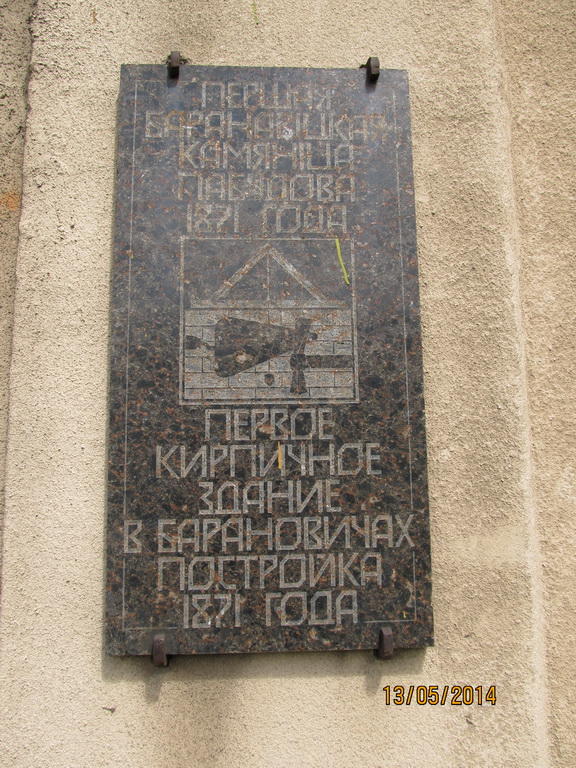 ПЕРШАЯ
БАРАНАВІЦКАЯ
КАМЯНІЦА
ПАБУДОВА
1871 ГОДА
ПЕРВОЕ
КИРПИЧНОЕ
ЗДАНИЕ
В БАРАНОВИЧАХ
ПОСТРОЙКА
1871 ГОДА
13/05/2014